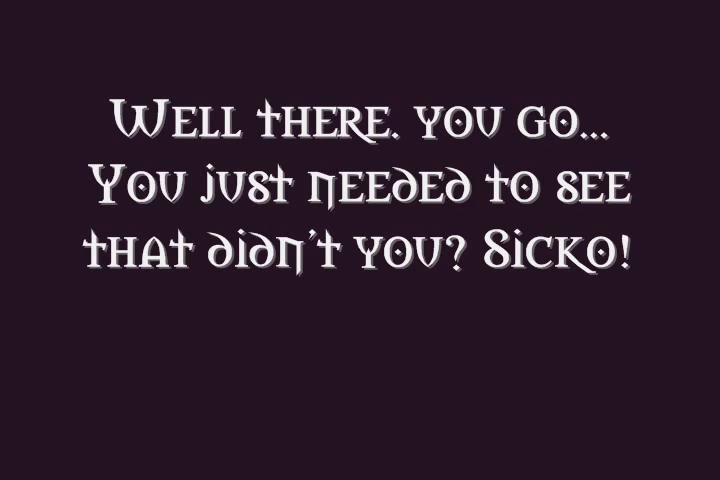 Well there. you go...
You just needed to see
that didn't you? Sicko!